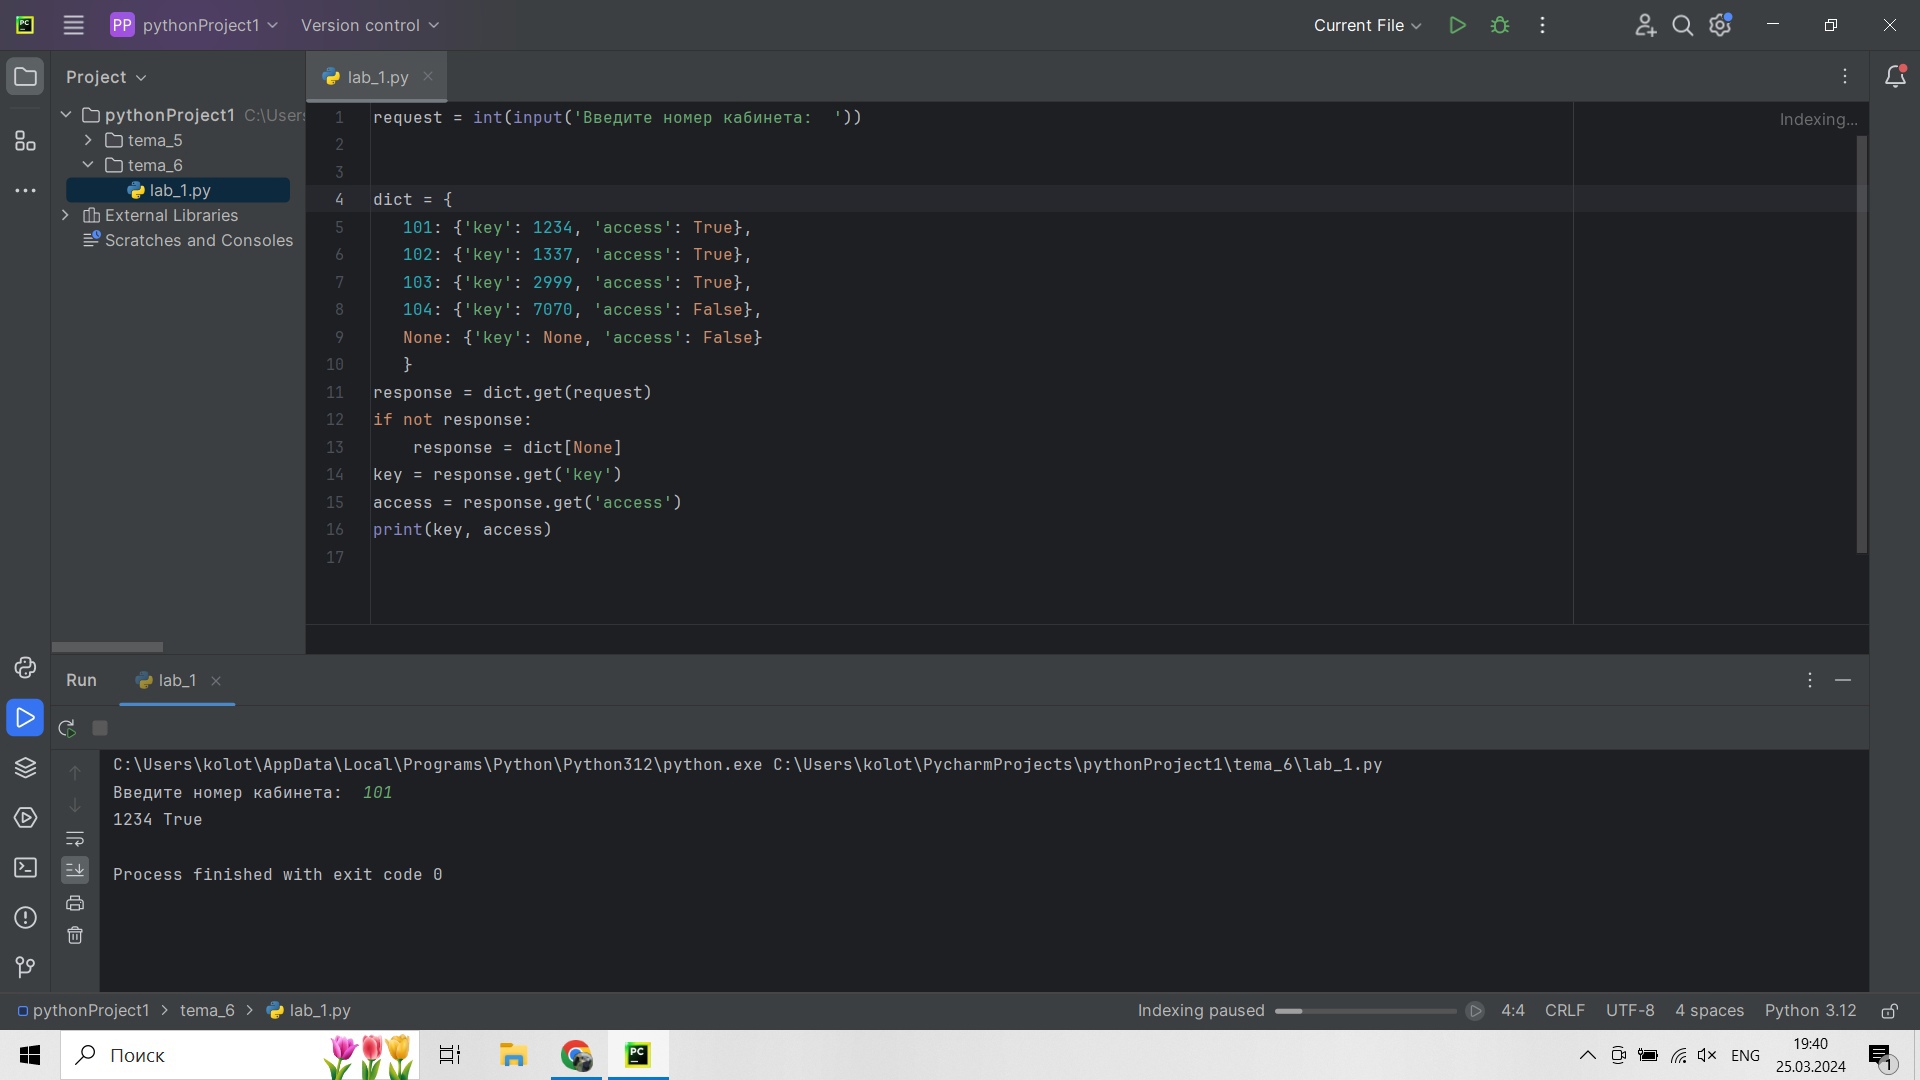 PP pythonProject1 Version control Current File
Project lab_1.py
pythonProject1 C:\Users
tema_5
tema_6
lab_1.py
External Libraries
Scratches and Consoles
Indexing...
1 request = int(input('Введите номер кабинета:  '))
2
3
4 dict = {
5    101: {'key': 1234, 'access': True},
6    102: {'key': 1337, 'access': True},
7    103: {'key': 2999, 'access': True},
8    104: {'key': 7070, 'access': False},
9    None: {'key': None, 'access': False}
10    }
11 response = dict.get(request)
12 if not response:
13     response = dict[None]
14 key = response.get('key')
15 access = response.get('access')
16 print(key, access)
17
Run lab_1
C:\Users\kolot\AppData\Local\Programs\Python\Python312\python.exe C:\Users\kolot\PycharmProjects\pythonProject1\tema_6\lab_1.py
Введите номер кабинета:  101
1234 True
Process finished with exit code 0
pythonProject1 > tema_6 > lab_1.py Indexing paused 4:4 CRLF UTF-8 4 spaces Python 3.12
Поиск PC ENG 19:40
25.03.2024 1